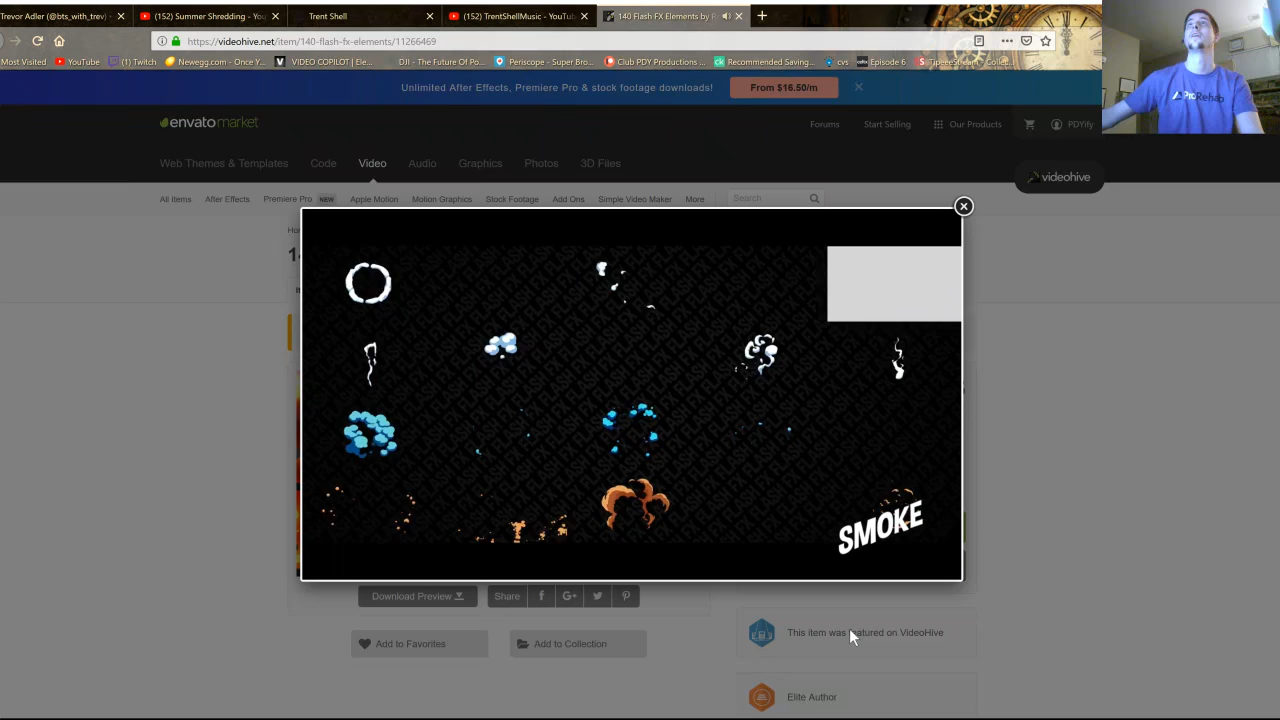 Trevor Adler (@bts_with_trev) -
(152) Summer Shredding - You
Trent Shell
(152) TrentShellMusic - YouTub
140 Flash FX Elements by R
https://videohive.net/item/140-flash-fx-elements/11266469
Most Visited YouTube Twitch Newegg.com - Once Y... VIDEO COPILOT | Ele... DJI - The Future Of Po... Periscope - Super Bro... Club PDY Productions ... Recommended Saving... cvs Episode 6 TipeeeStream
Unlimited After Effects, Premiere Pro & stock footage downloads! From $16.50/m
ProRehab
envatomarket
Forums Start Selling Our Products PDYify
Web Themes & Templates Code Video Audio Graphics Photos 3D Files
videohive
All Items After Effects Premiere Pro NEW Apple Motion Motion Graphics Stock Footage Add Ons Simple Video Maker More Search
SMOKE
Download Preview Share
This item was featured on VideoHive
Add to Favorites Add to Collection
Elite Author